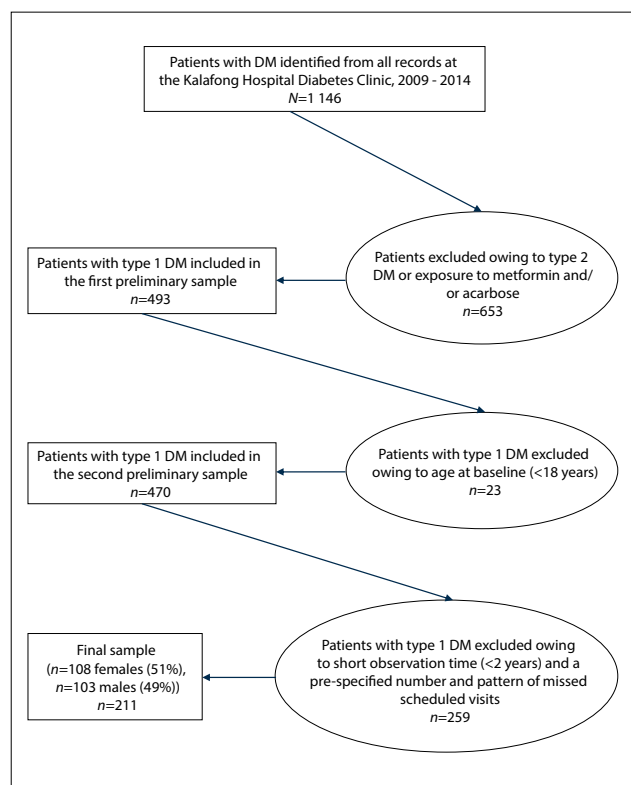 Patients with DM identified from all records at
the Kalafong Hospital Diabetes Clinic, 2009 - 2014
N=1 146
Patients excluded owing to type 2
DM or exposure to metformin and/
or acarbose
n=653
Patients with type 1 DM included in
the first preliminary sample
n=493
Patients with type 1 DM excluded
owing to age at baseline (<18 years)
n=23
Patients with type 1 DM included in
the second preliminary sample
n=470
Patients with type 1 DM excluded owing
to short observation time (<2 years) and a
pre-specified number and pattern of missed
scheduled visits
n=259
Final sample
(n=108 females (51%),
n=103 males (49%))
n=211